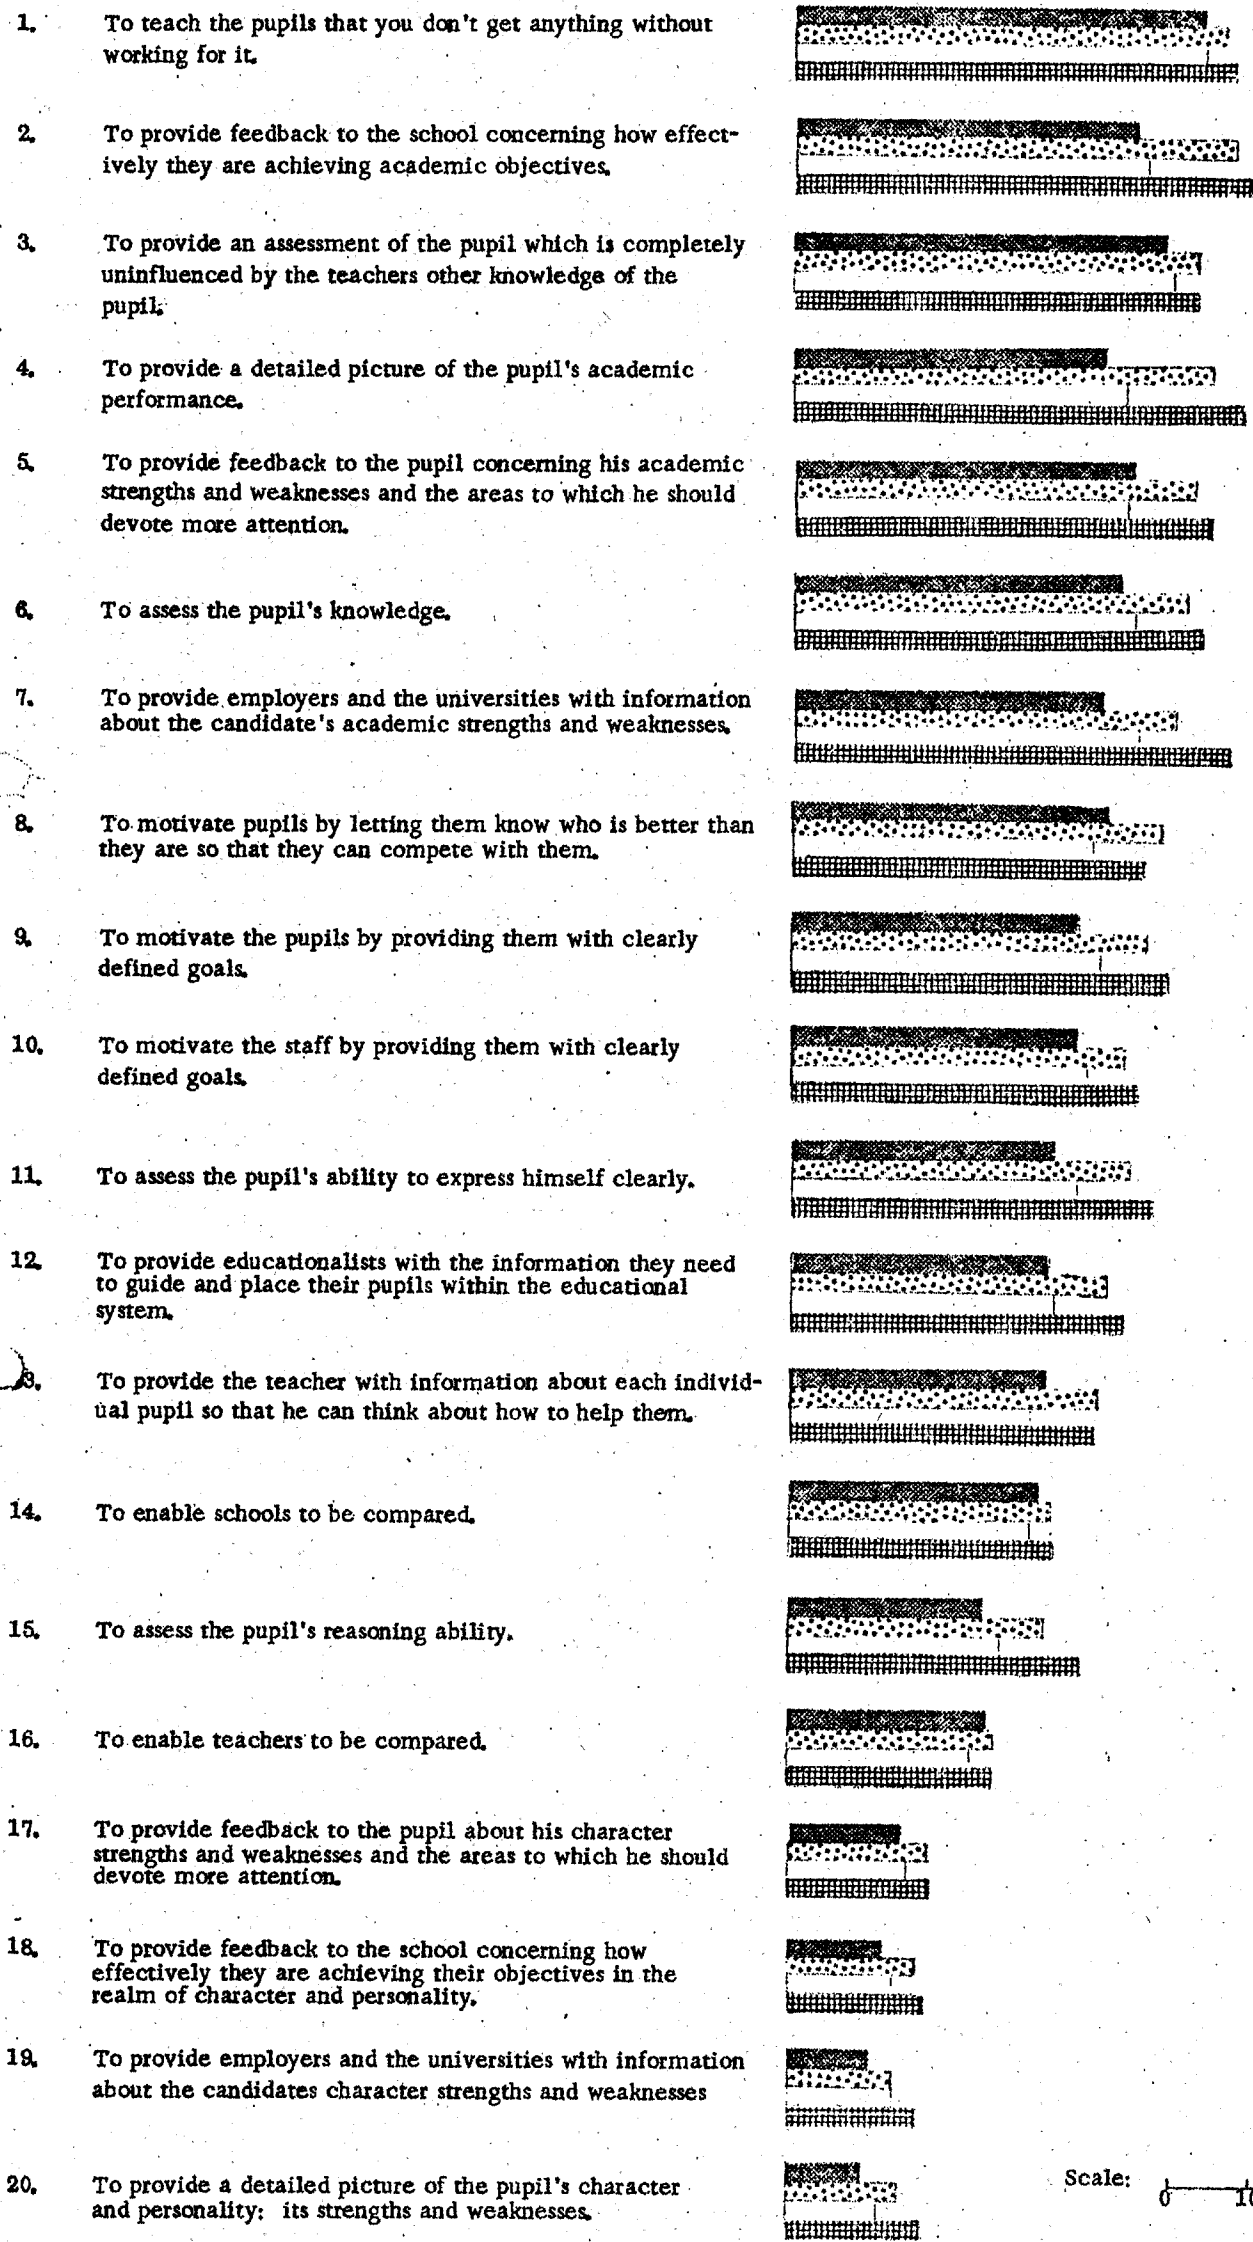 1. To teach the pupils that you don't get anything without
working for it.
2. To provide feedback to the school concerning how effect-
ively they are achieving academic objectives.
3. To provide an assessment of the pupil which is completely
uninfluenced by the teachers other knowledge of the
pupil.
4. To provide a detailed picture of the pupil's academic
performance.
5. To provide feedback to the pupil concerning his academic
strengths and weaknesses and the areas to which he should
devote more attention.
6. To assess the pupil's knowledge.
7. To provide employers and the universities with information
about the candidate's academic strengths and weaknesses.
8. To motivate pupils by letting them know who is better than
they are so that they can compete with them.
9. To motivate the pupils by providing them with clearly
defined goals.
10. To motivate the staff by providing them with clearly
defined goals.
11. To assess the pupil's ability to express himself clearly.
12. To provide educationalists with the information they need
to guide and place their pupils within the educational
system.
3. To provide the teacher with information about each individ-
ual pupil so that he can think about how to help them.
14. To enable schools to be compared.
15. To assess the pupil's reasoning ability.
16. To enable teachers to be compared.
17. To provide feedback to the pupil about his character
strengths and weaknesses and the areas to which he should
devote more attention.
18. To provide feedback to the school concerning how
effectively they are achieving their objectives in the
realm of character and personality.
19. To provide employers and the universities with information
about the candidates character strengths and weaknesses
20. To provide a detailed picture of the pupil's character
and personality: its strengths and weaknesses.
Scale: 0 10